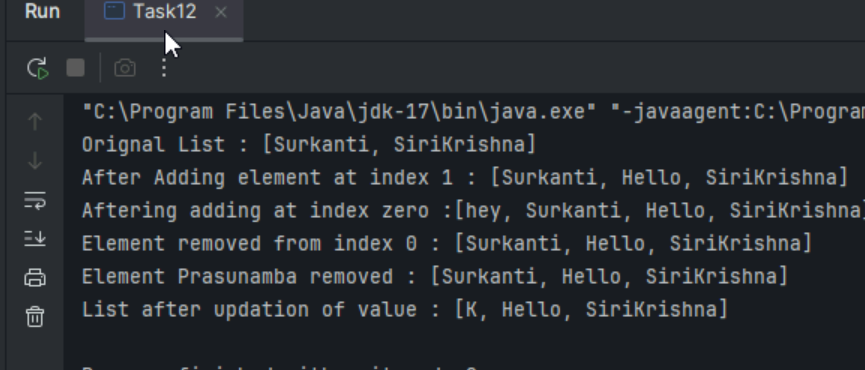 Run Task12
"C:\Program Files\Java\jdk-17\bin\java.exe" "-javaagent:C:\Program
Orignal List : [Surkanti, SiriKrishna]
After Adding element at index 1 : [Surkanti, Hello, SiriKrishna]
Aftering adding at index zero :[hey, Surkanti, Hello, SiriKrishna]
Element removed from index 0 : [Surkanti, Hello, SiriKrishna]
Element Prasunamba removed : [Surkanti, Hello, SiriKrishna]
List after updation of value : [K, Hello, SiriKrishna]